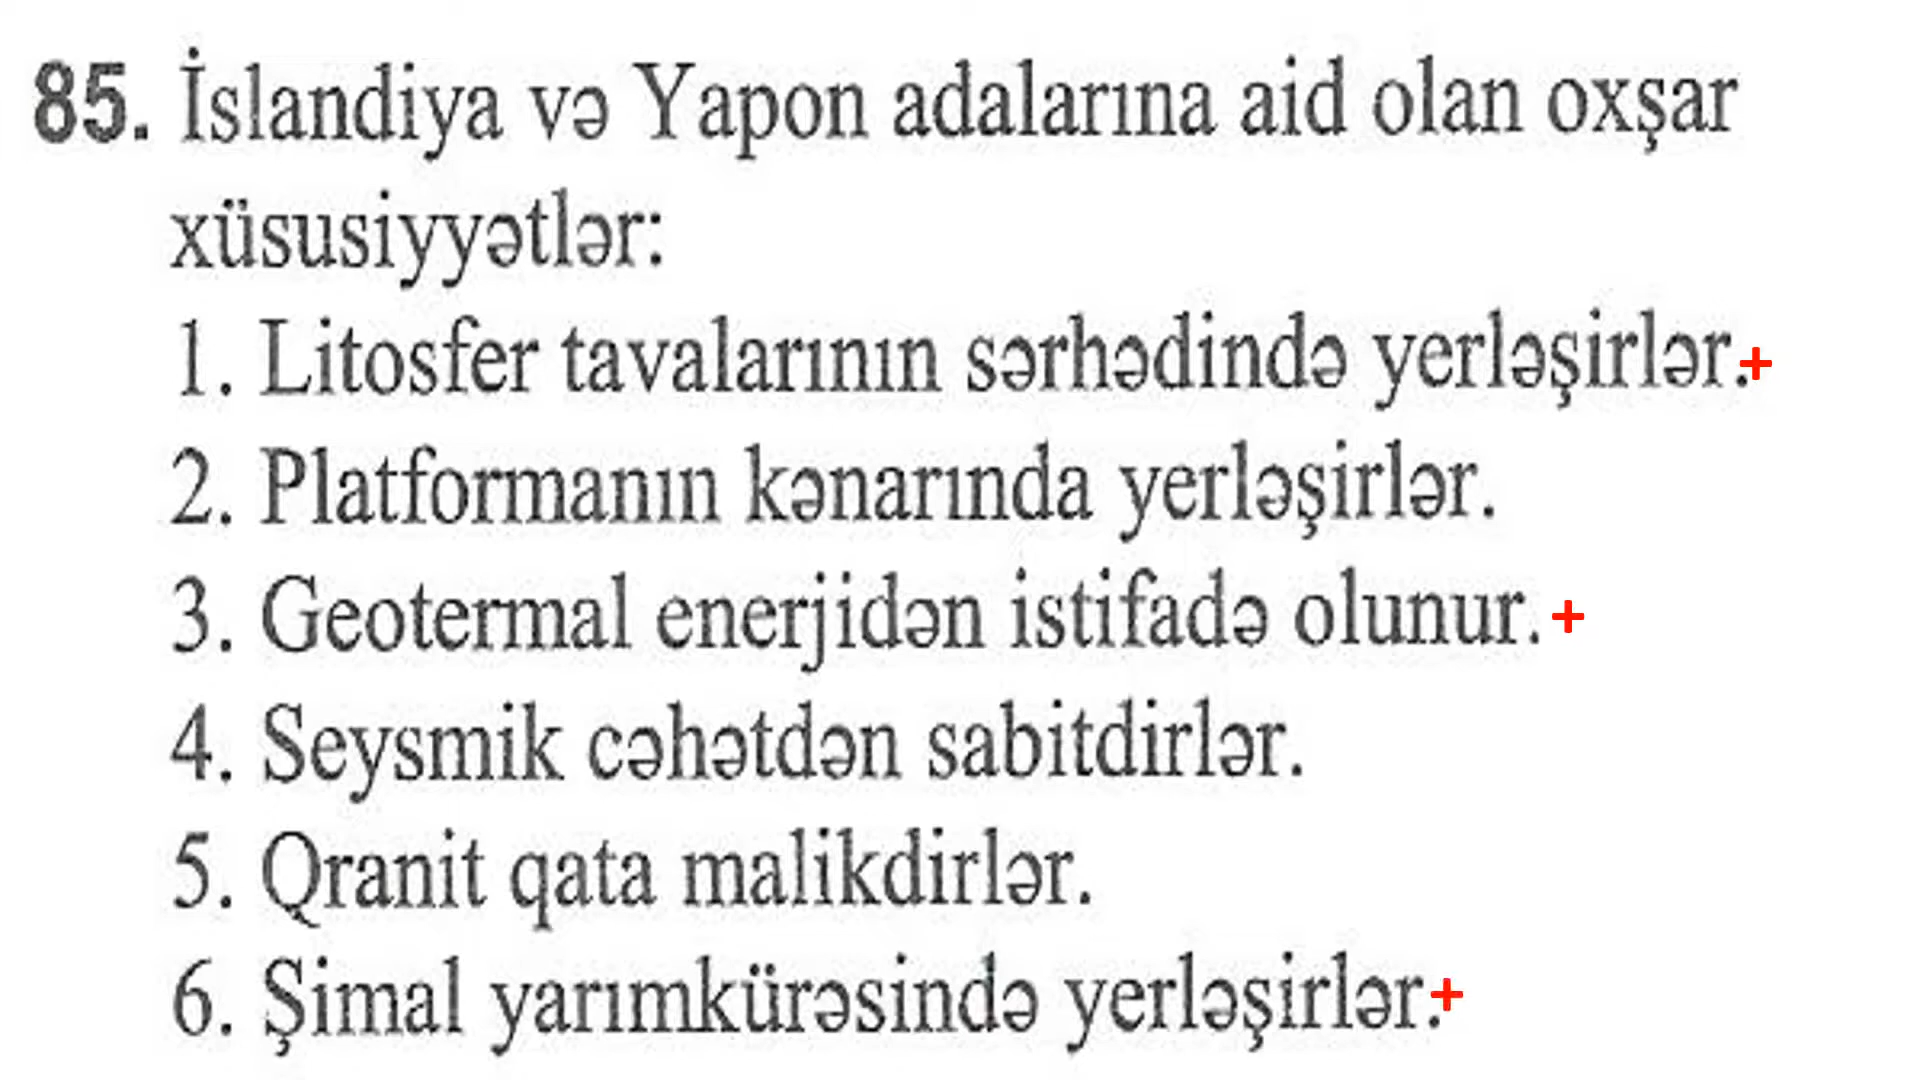 85. İslandiya və Yapon adalarına aid olan oxşar
xüsusiyyətlər:
1. Litosfer tavalarının sərhədində yerləşirlər.+
2. Platformanın kənarında yerləşirlər.
3. Geotermal enerjidən istifadə olunur.+
4. Seysmik cəhətdən sabitdirlər.
5. Qranit qata malikdirlər.
6. Şimal yarımkürəsində yerləşirlər.+